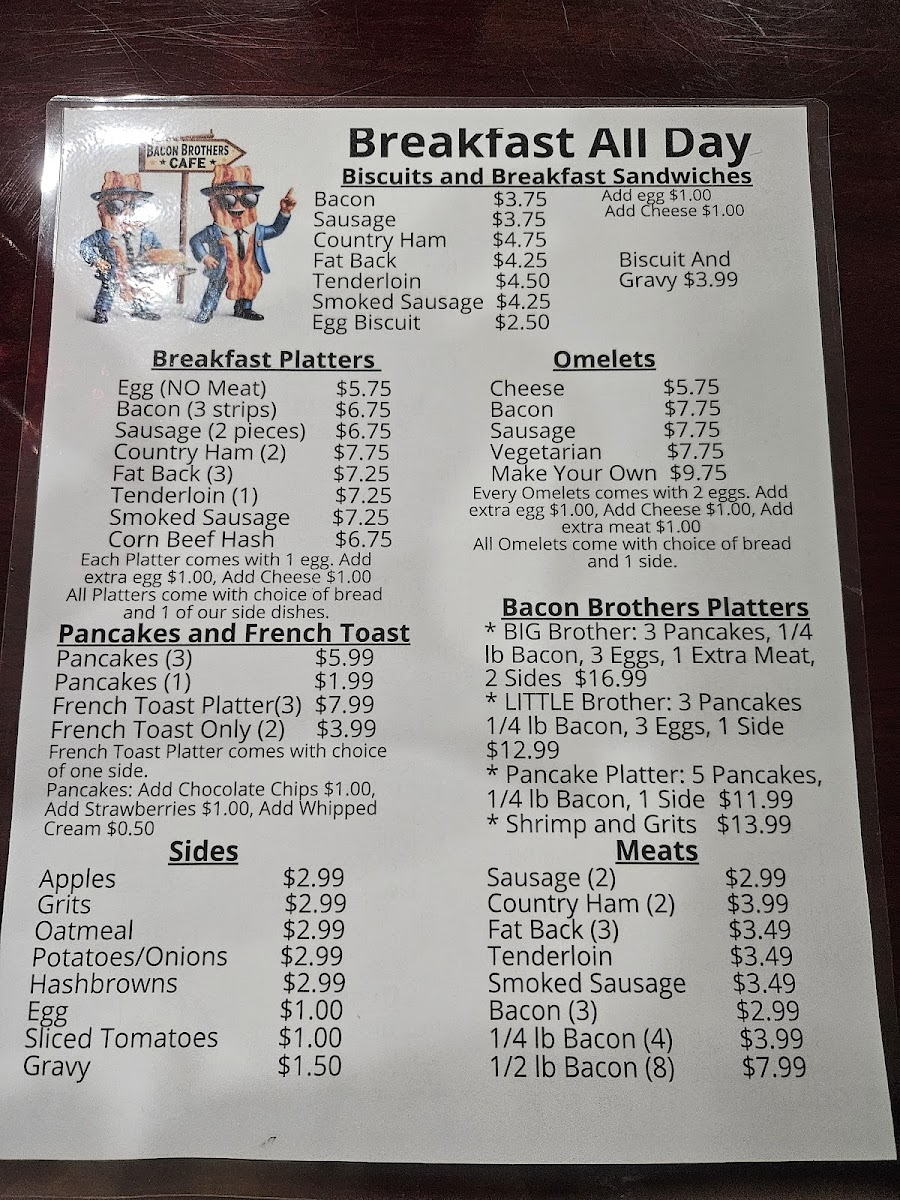 BACON BROTHERS
★ CAFE ★
Breakfast All Day
Biscuits and Breakfast Sandwiches
Bacon $3.75
Sausage $3.75
Country Ham $4.75
Fat Back $4.25
Tenderloin $4.50
Smoked Sausage $4.25
Egg Biscuit $2.50
Add egg $1.00
Add Cheese $1.00
Biscuit And
Gravy $3.99
Breakfast Platters
Egg (NO Meat) $5.75
Bacon (3 strips) $6.75
Sausage (2 pieces) $6.75
Country Ham (2) $7.75
Fat Back (3) $7.25
Tenderloin (1) $7.25
Smoked Sausage $7.25
Corn Beef Hash $6.75
Each Platter comes with 1 egg. Add
extra egg $1.00, Add Cheese $1.00
All Platters come with choice of bread
and 1 of our side dishes.
Omelets
Cheese $5.75
Bacon $7.75
Sausage $7.75
Vegetarian $7.75
Make Your Own $9.75
Every Omelets comes with 2 eggs. Add
extra egg $1.00, Add Cheese $1.00, Add
extra meat $1.00
All Omelets come with choice of bread
and 1 side.
Pancakes and French Toast
Pancakes (3) $5.99
Pancakes (1) $1.99
French Toast Platter(3) $7.99
French Toast Only (2) $3.99
French Toast Platter comes with choice
of one side.
Pancakes: Add Chocolate Chips $1.00,
Add Strawberries $1.00, Add Whipped
Cream $0.50
Bacon Brothers Platters
* BIG Brother: 3 Pancakes, 1/4
lb Bacon, 3 Eggs, 1 Extra Meat,
2 Sides $16.99
* LITTLE Brother: 3 Pancakes
1/4 lb Bacon, 3 Eggs, 1 Side
$12.99
* Pancake Platter: 5 Pancakes,
1/4 lb Bacon, 1 Side $11.99
* Shrimp and Grits $13.99
Sides
Apples $2.99
Grits $2.99
Oatmeal $2.99
Potatoes/Onions $2.99
Hashbrowns $2.99
Egg $1.00
Sliced Tomatoes $1.00
Gravy $1.50
Meats
Sausage (2) $2.99
Country Ham (2) $3.99
Fat Back (3) $3.49
Tenderloin $3.49
Smoked Sausage $3.49
Bacon (3) $2.99
1/4 lb Bacon (4) $3.99
1/2 lb Bacon (8) $7.99